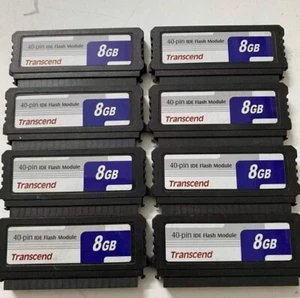 40-pin IDE Flash Module
8GB
Transcend
40-pin IDE Flash Module
8GB
Transcend
40-pin IDE Flash Module
8GB
Transcend
40-pin IDE Flash Module
8GB
Transcend
40-pin IDE Flash Module
8GB
Transcend
40-pin IDE Flash Module
8GB
Transcend
40-pin IDE Flash Module
8GB
Transcend
40-pin IDE Flash Module
8GB
Transcend